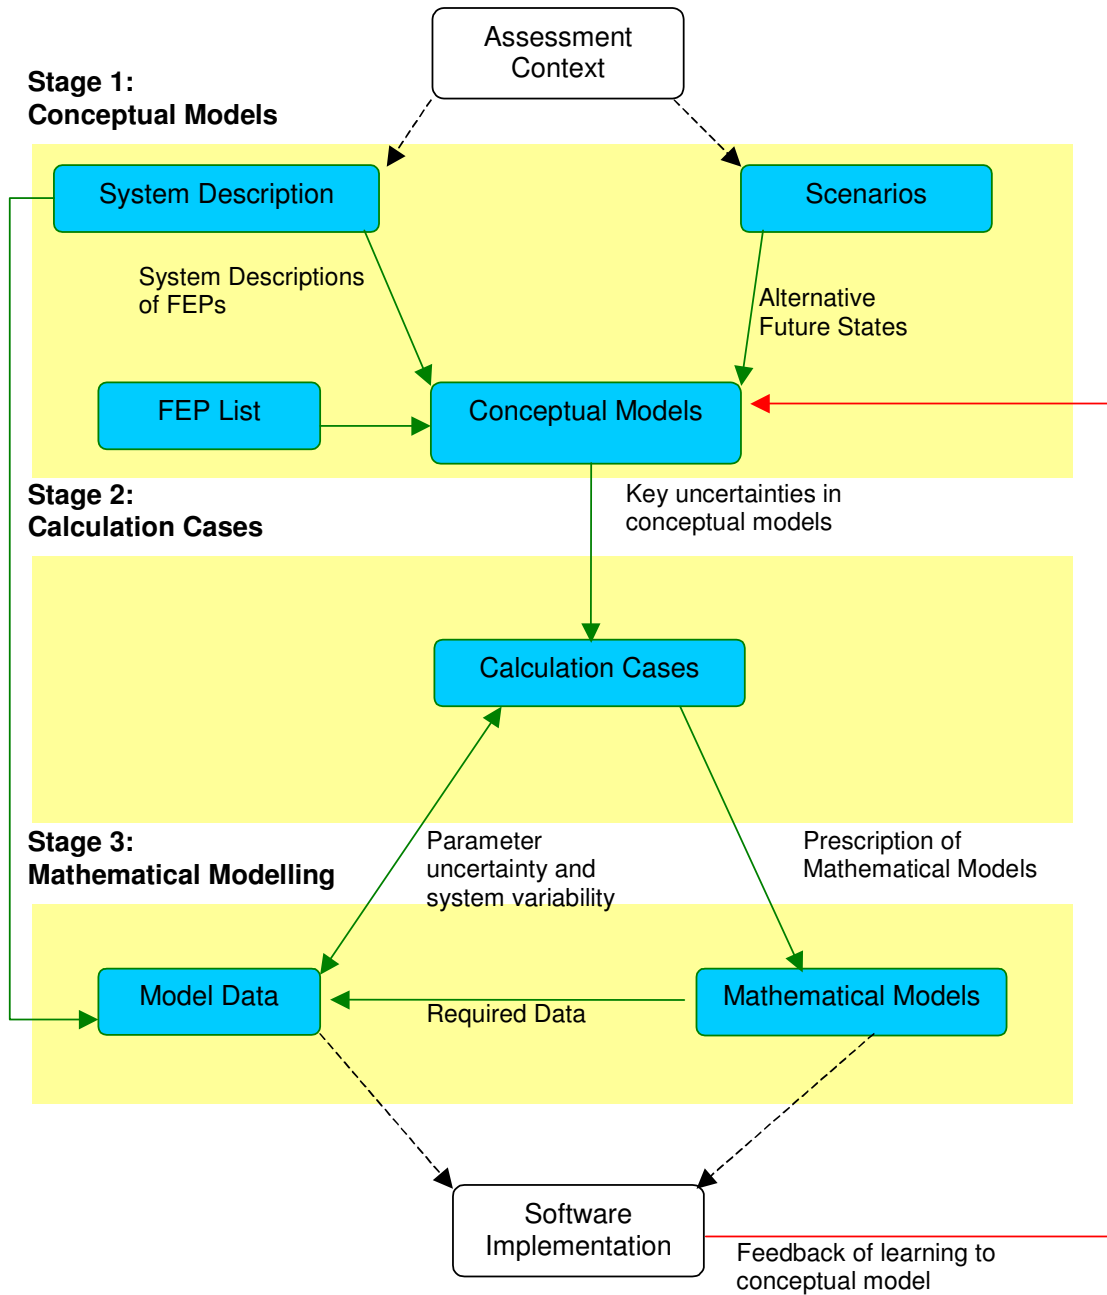 Assessment
Context
Stage 1:
Conceptual Models
System Description
Scenarios
System Descriptions
of FEPs
Alternative
Future States
FEP List
Conceptual Models
Stage 2:
Calculation Cases
Key uncertainties in
conceptual models
Calculation Cases
Stage 3:
Mathematical Modelling
Parameter
uncertainty and
system variability
Prescription of
Mathematical Models
Model Data
Required Data
Mathematical Models
Software
Implementation
Feedback of learning to
conceptual model